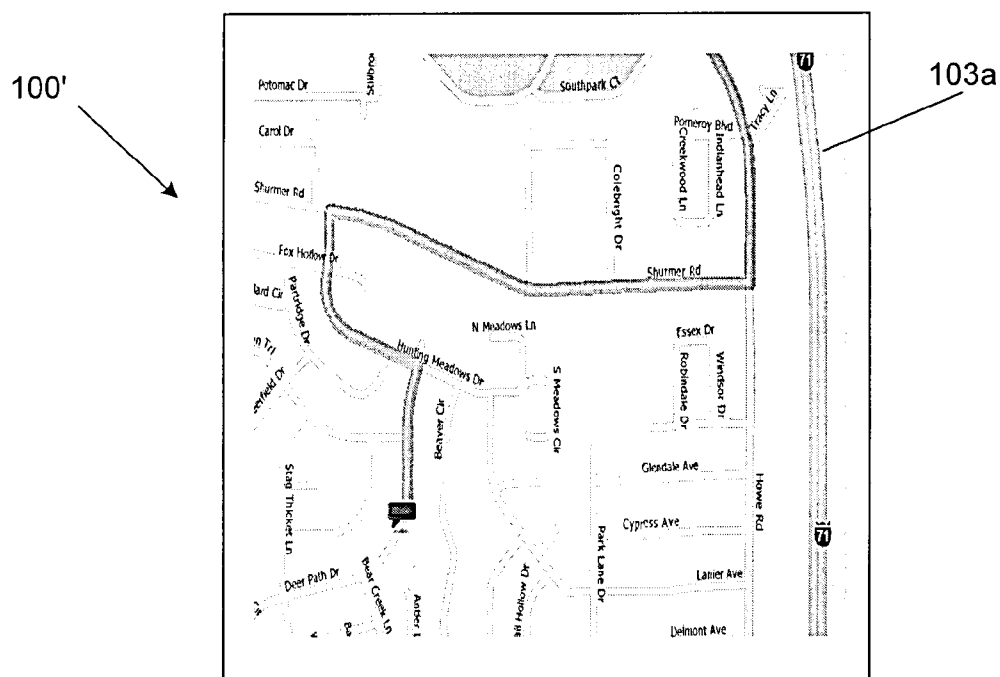 100'
103a
71
Potomac Dr
Southpark Ct
Carol Dr
Pomeroy Blvd
Tracy Ln
Creekwood Ln
Indianhead Ln
Shurmer Rd
Colebright Dr
Fox Hollow Dr
Shurmer Rd
Partridge Dr
N Meadows Ln
Essex Dr
Hunting Meadows Dr
Robindale Dr
Windsor Dr
S Meadows Cir
Beaver Cir
Glendale Ave
Stag Thicket Ln
Howe Rd
Cypress Ave
71
Park Lane Dr
Deer Path Dr
Bear Creek Ln
Lanier Ave
Delmont Ave